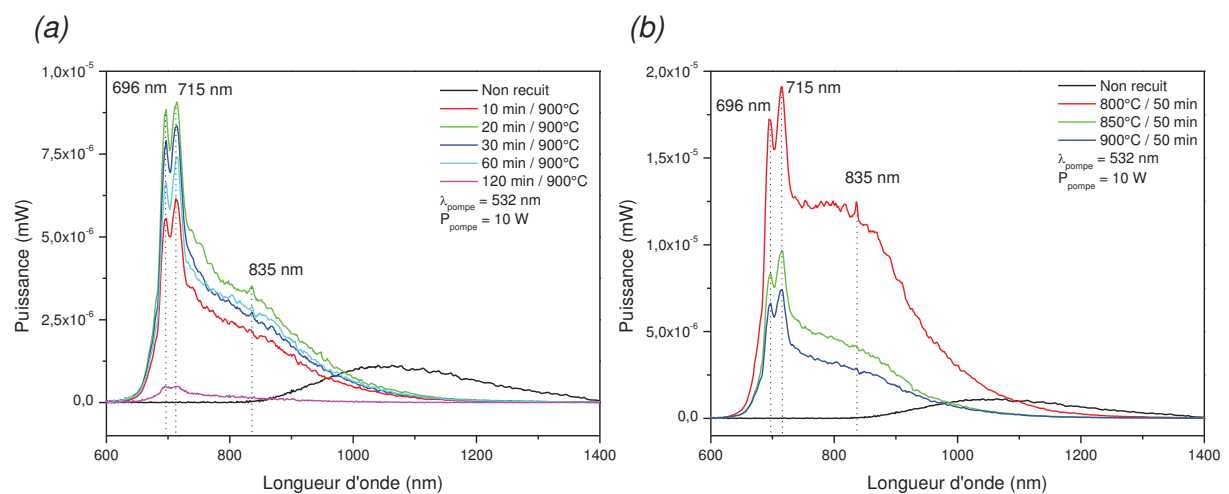 (a)
1,0x10⁻⁵
7,5x10⁻⁶
5,0x10⁻⁶
2,5x10⁻⁶
0,0
Puissance (mW)
696 nm
715 nm
835 nm
Non recuit
10 min / 900°C
20 min / 900°C
30 min / 900°C
60 min / 900°C
120 min / 900°C
λpompe = 532 nm
Ppompe = 10 W
600 800 1000 1200 1400
Longueur d'onde (nm)
(b)
2,0x10⁻⁵
1,5x10⁻⁵
1,0x10⁻⁵
5,0x10⁻⁶
0,0
Puissance (mW)
696 nm
715 nm
835 nm
Non recuit
800°C / 50 min
850°C / 50 min
900°C / 50 min
λpompe = 532 nm
Ppompe = 10 W
600 800 1000 1200 1400
Longueur d'onde (nm)